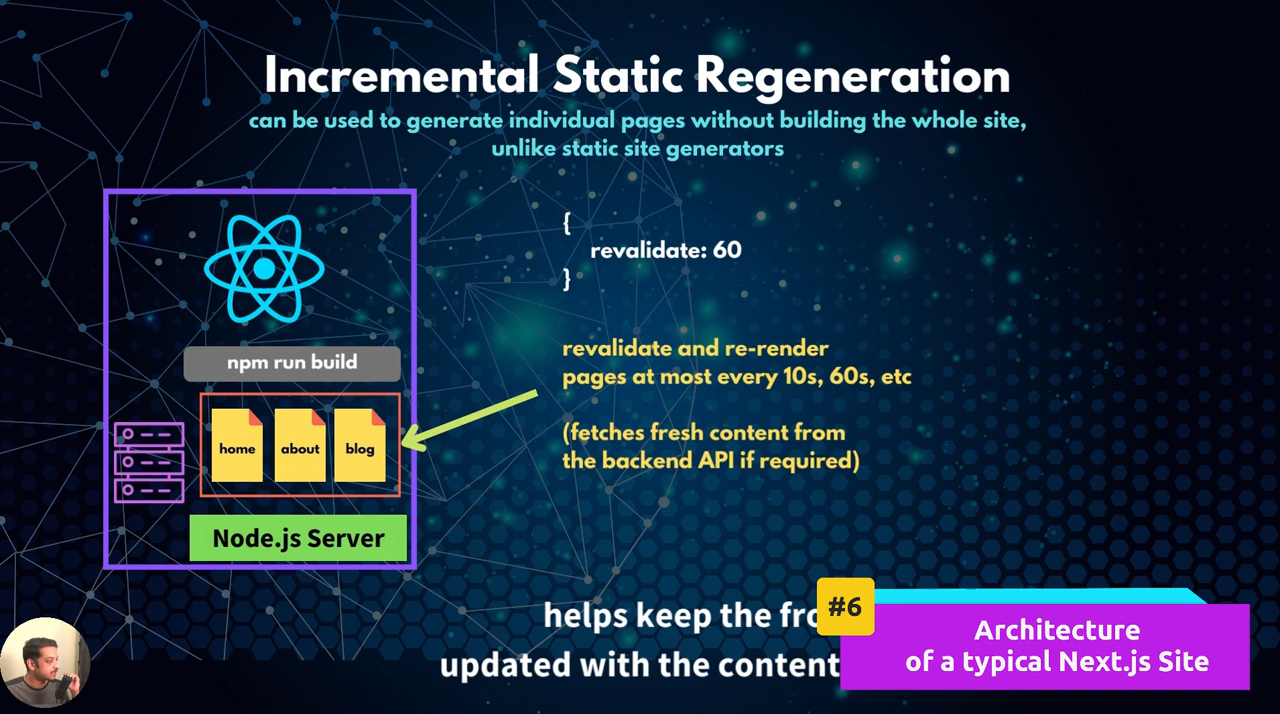 Incremental Static Regeneration
can be used to generate individual pages without building the whole site,
unlike static site generators
{
revalidate: 60
}
npm run build
revalidate and re-render
pages at most every 10s, 60s, etc
(fetches fresh content from
the backend API if required)
home about blog
Node.js Server
helps keep the
updated with the content
#6
Architecture
of a typical Next.js Site